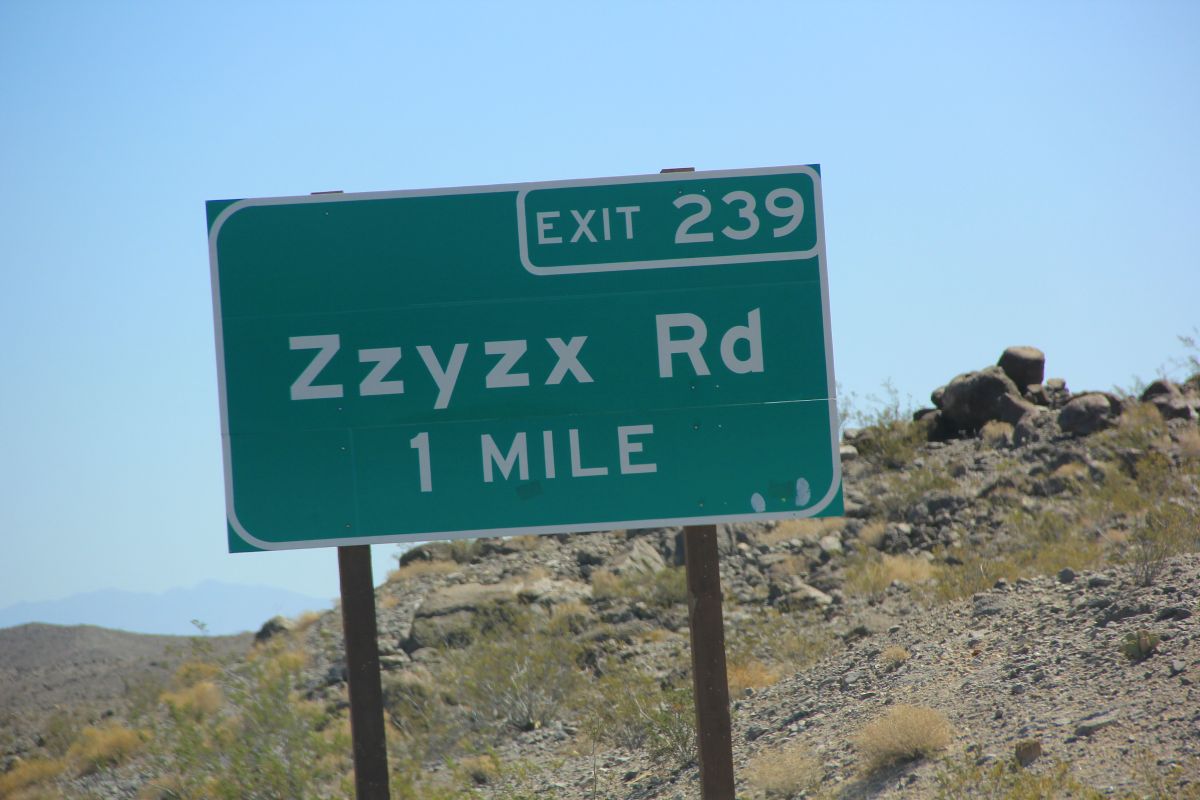 EXIT 239
Zzyzx Rd
1 MILE